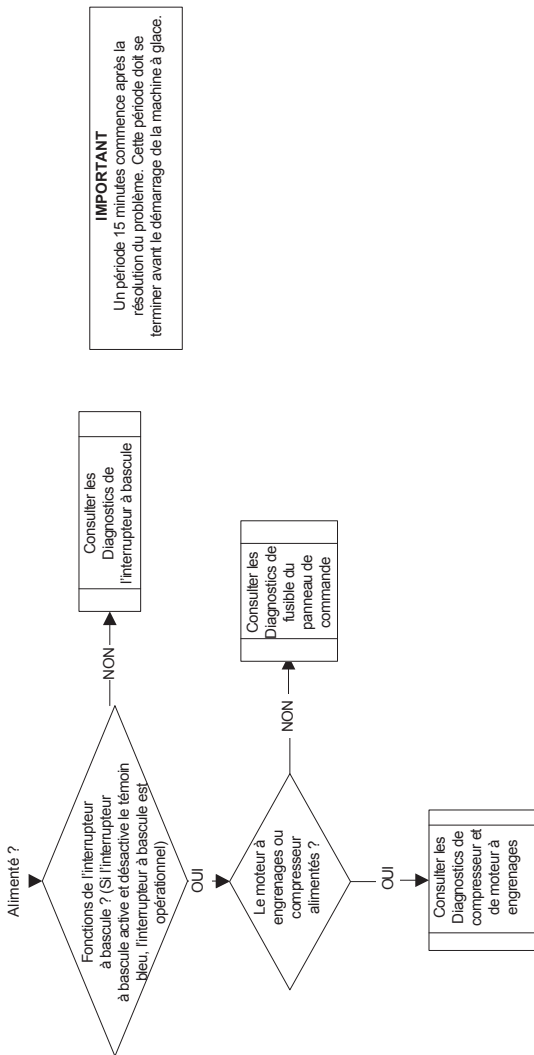 Alimenté ?
Fonctions de l'interrupteur
à bascule ? (Si l'interrupteur
à bascule active et désactive le témoin
bleu, l'interrupteur à bascule est
opérationnel)
NON
Consulter les
Diagnostics de
l'interrupteur à bascule
OUI
Le moteur à
engrenages ou
compresseur
alimentés ?
NON
Consulter les
Diagnostics de
fusible du
panneau de
commande
OUI
Consulter les
Diagnostics de
compresseur et
de moteur à
engrenages
IMPORTANT
Un période 15 minutes commence après la
résolution du problème. Cette période doit se
terminer avant le démarrage de la machine à glace.